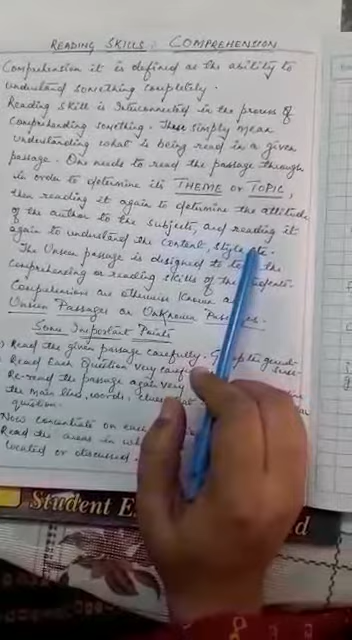 READING SKILLS : COMPREHENSION
Comprehension it is defined as the ability to
understand something completely.
Reading skill is Interconnected in the process of
Comprehending something. These simply mean
understanding what is being read in a given
passage. One needs to read the passage through
in order to determine its THEME or TOPIC,
then reading it again to determine the attitude
of the author to the subject, and reading it
again to understand the content, style etc.
The Unseen passage is designed to test the
comprehending or reading skills of the students.
Comprehension are otherwise known as
Unseen Passages or Unknown Passages.
Some Important Points
Read the given passage carefully.
Read Each Question very carefully
Re-read the passage again very
the main line, words, clues
question.
Now concentrate on each
Read the areas in wh
located or discussed.
Student E
d